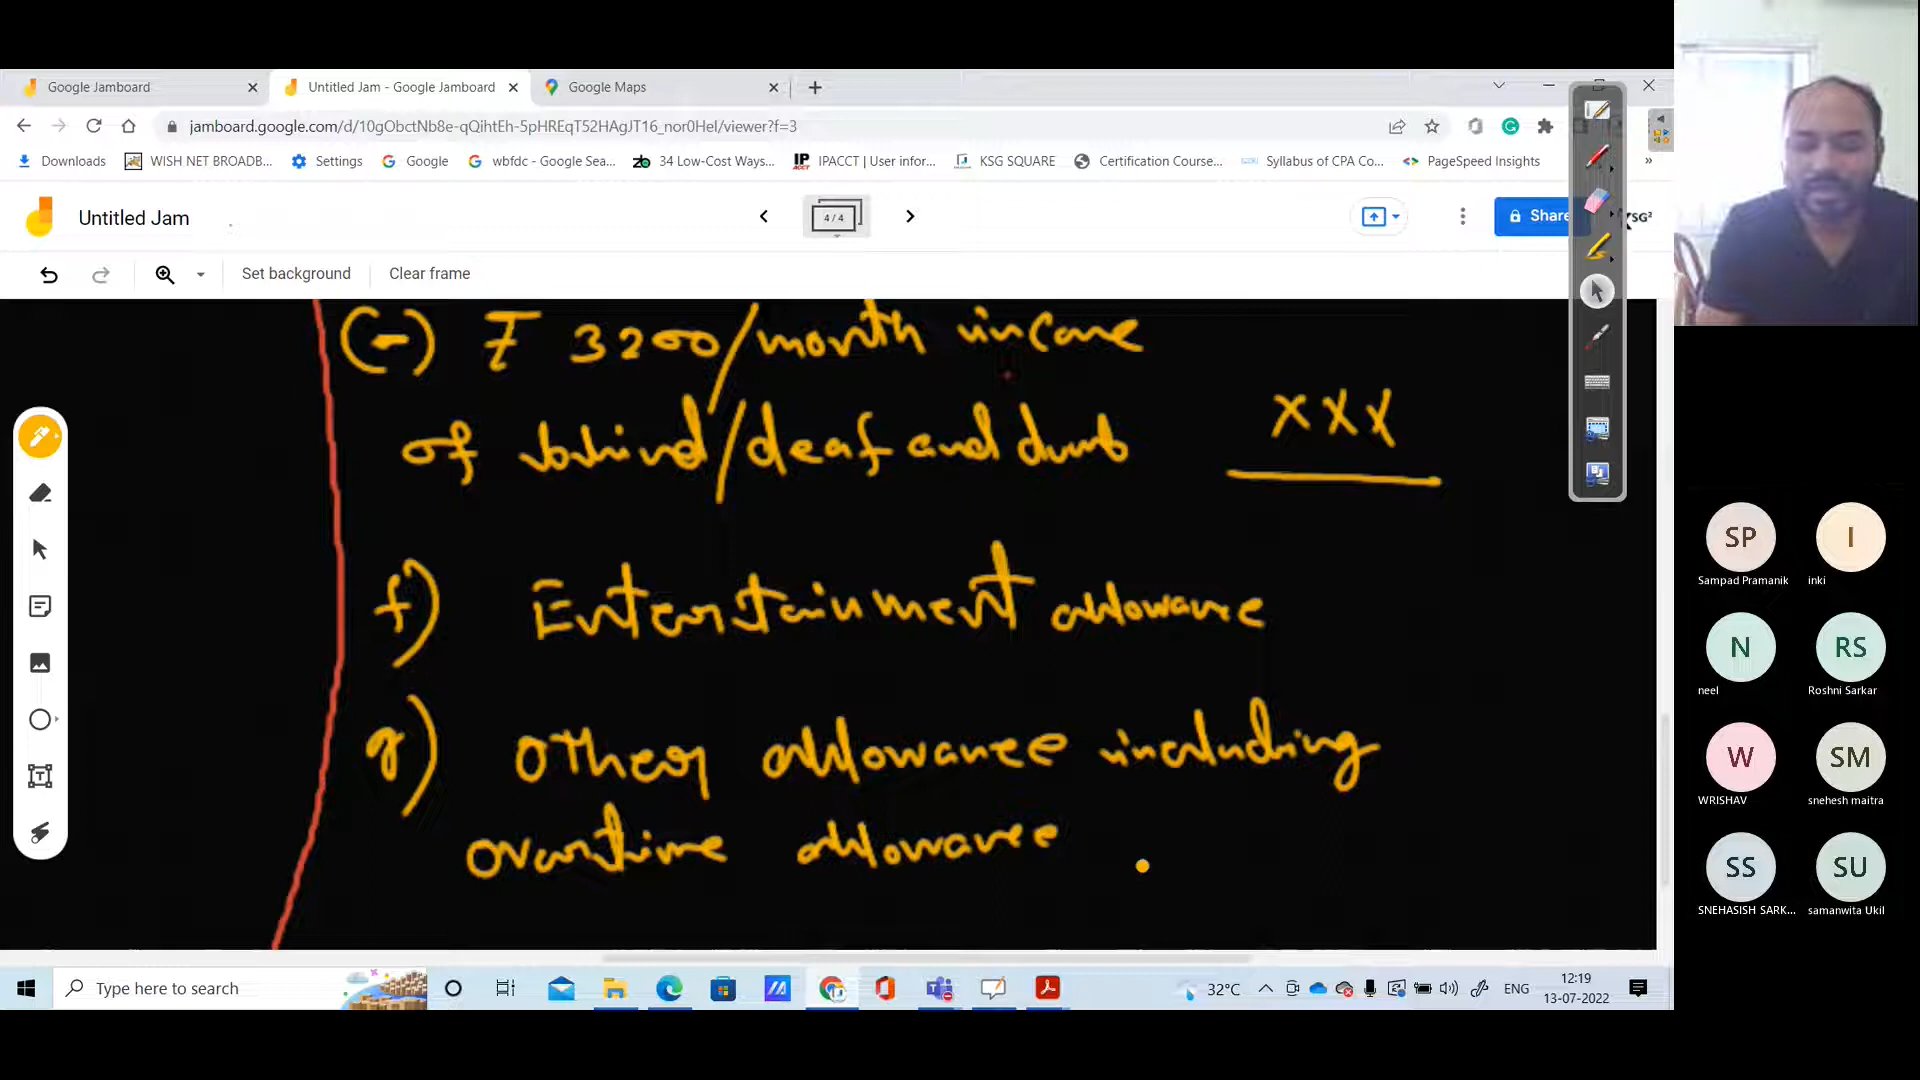 Google Jamboard
Untitled Jam - Google Jamboard
Google Maps
jamboard.google.com/d/10gObctNb8e-qQihtEh-5pHREqT52HAgJT16_nor0HeI/viewer?f=3
Downloads
WISH NET BROADB...
Settings
Google
wbfdc - Google Sea...
34 Low-Cost Ways...
IPACCT | User infor...
KSG SQUARE
Certification Course...
Syllabus of CPA Co...
PageSpeed Insights
»
Untitled Jam
4 / 4
Share
KSG²
Set background
Clear frame
(-) ₹ 3200/month incone
of blind/deaf and dumb
XXX
f) Entertainment allowance
g) Other allowance including
overtime allowance
SP
Sampad Pramanik
I
inki
N
neel
RS
Roshni Sarkar
W
WRISHAV
SM
snehesh maitra
SS
SNEHASISH SARK...
SU
samanwita Ukil
Type here to search
32°C
ENG
12:19
13-07-2022